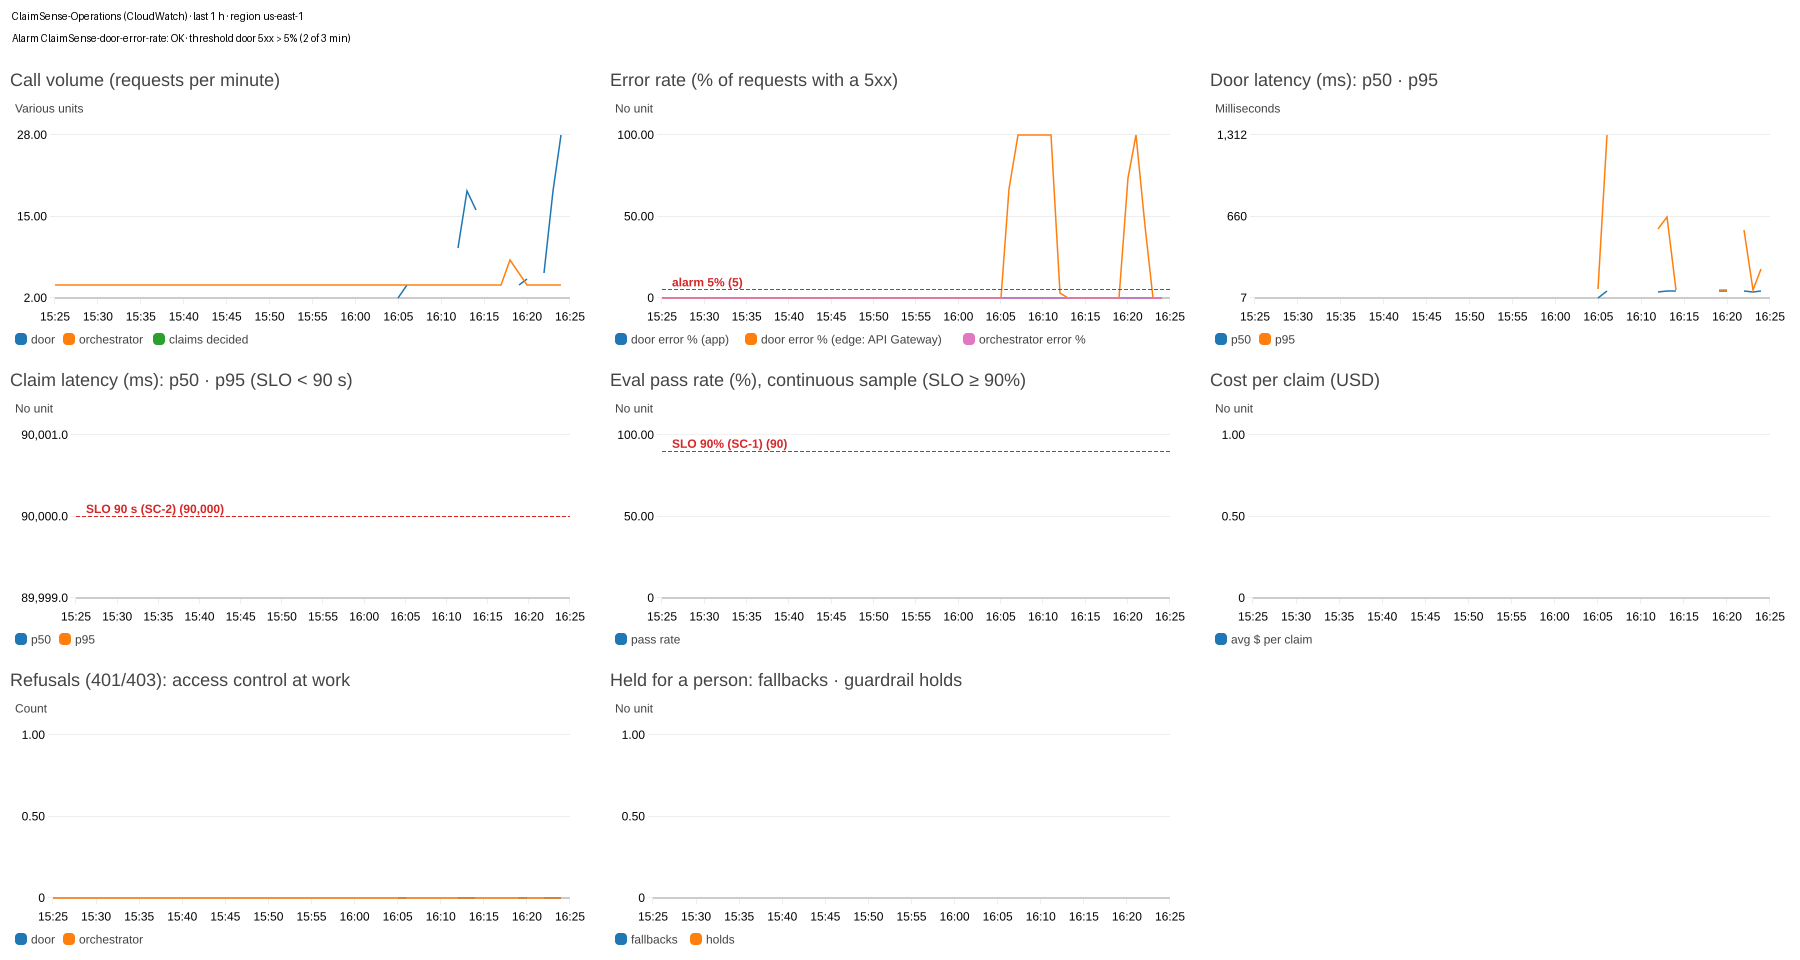 ClaimSense-Operations (CloudWatch) · last 1 h · region us-east-1
Alarm ClaimSense-door-error-rate: OK · threshold door 5xx > 5% (2 of 3 min)
Call volume (requests per minute)
Various units
28.00
15.00
2.00
15:25 15:30 15:35 15:40 15:45 15:50 15:55 16:00 16:05 16:10 16:15 16:20 16:25
door orchestrator claims decided
Error rate (% of requests with a 5xx)
No unit
100.00
50.00
alarm 5% (5)
0
15:25 15:30 15:35 15:40 15:45 15:50 15:55 16:00 16:05 16:10 16:15 16:20 16:25
door error % (app) door error % (edge: API Gateway) orchestrator error %
Door latency (ms): p50 · p95
Milliseconds
1,312
660
7
15:25 15:30 15:35 15:40 15:45 15:50 15:55 16:00 16:05 16:10 16:15 16:20 16:25
p50 p95
Claim latency (ms): p50 · p95 (SLO < 90 s)
No unit
90,001.0
SLO 90 s (SC-2) (90,000)
90,000.0
89,999.0
15:25 15:30 15:35 15:40 15:45 15:50 15:55 16:00 16:05 16:10 16:15 16:20 16:25
p50 p95
Eval pass rate (%), continuous sample (SLO ≥ 90%)
No unit
100.00
SLO 90% (SC-1) (90)
50.00
0
15:25 15:30 15:35 15:40 15:45 15:50 15:55 16:00 16:05 16:10 16:15 16:20 16:25
pass rate
Cost per claim (USD)
No unit
1.00
0.50
0
15:25 15:30 15:35 15:40 15:45 15:50 15:55 16:00 16:05 16:10 16:15 16:20 16:25
avg $ per claim
Refusals (401/403): access control at work
Count
1.00
0.50
0
15:25 15:30 15:35 15:40 15:45 15:50 15:55 16:00 16:05 16:10 16:15 16:20 16:25
door orchestrator
Held for a person: fallbacks · guardrail holds
No unit
1.00
0.50
0
15:25 15:30 15:35 15:40 15:45 15:50 15:55 16:00 16:05 16:10 16:15 16:20 16:25
fallbacks holds